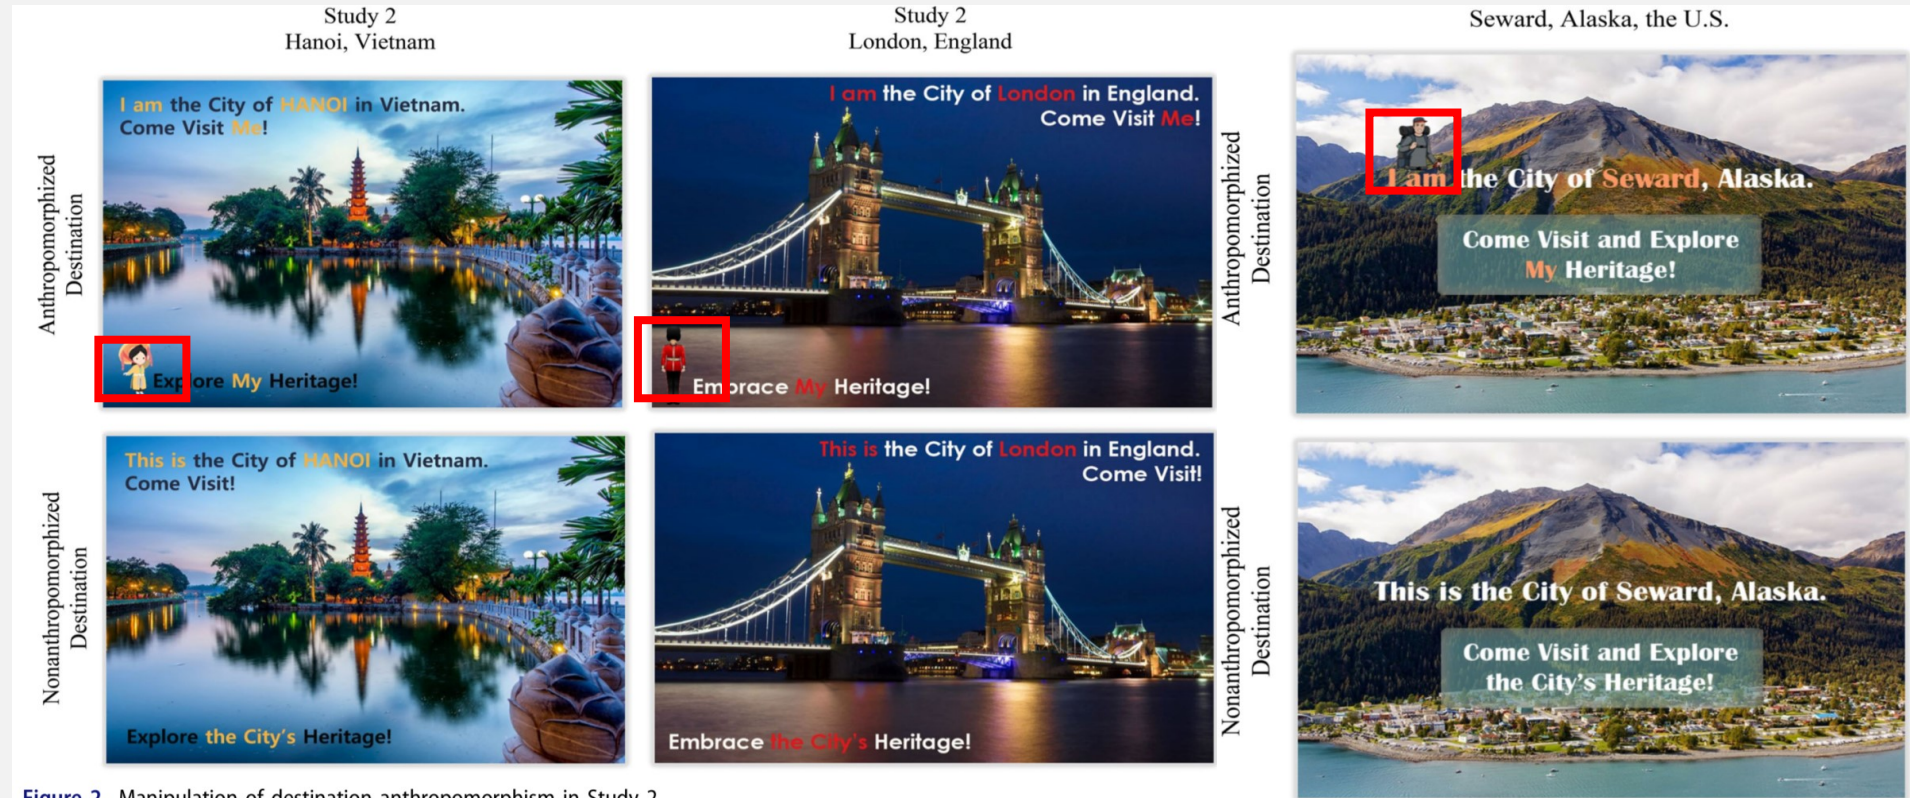 Study 2
Hanoi, Vietnam
Study 2
London, England
Seward, Alaska, the U.S.
Anthropomorphized
Destination
I am the City of HANOI in Vietnam.
Come Visit Me!
Explore My Heritage!
I am the City of London in England.
Come Visit Me!
Embrace My Heritage!
Anthropomorphized
Destination
I am the City of Seward, Alaska.
Come Visit and Explore
My Heritage!
Nonanthropomorphized
Destination
This is the City of HANOI in Vietnam.
Come Visit!
Explore the City's Heritage!
This is the City of London in England.
Come Visit!
Embrace the City's Heritage!
Nonanthropomorphized
Destination
This is the City of Seward, Alaska.
Come Visit and Explore
the City's Heritage!
Figure 2. Manipulation of destination anthropomorphism in Study 2